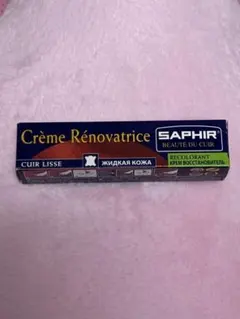 Crème Rénovatrice
SAPHIR
BEAUTÉ DU CUIR
CUIR LISSE
ЖИДКАЯ КОЖА
RECOLORANT
КРЕМ ВОССТАНОВИТЕЛЬ